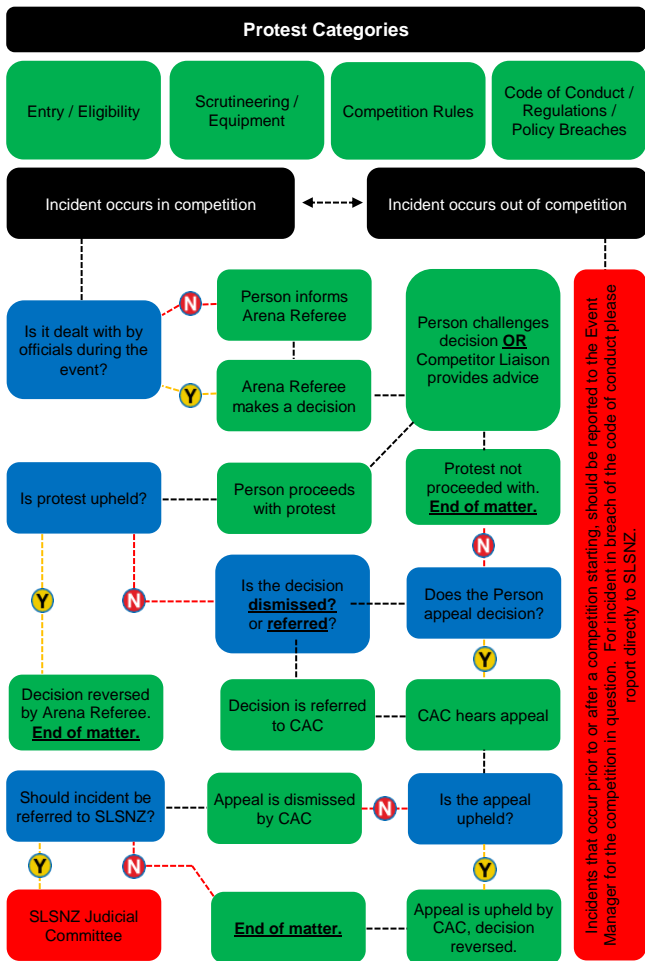 Protest Categories
Entry / Eligibility
Scrutineering /
Equipment
Competition Rules
Code of Conduct /
Regulations /
Policy Breaches
Incident occurs in competition
Incident occurs out of competition
Is it dealt with by
officials during the
event?
N
Person informs
Arena Referee
Y
Arena Referee
makes a decision
Person challenges
decision OR
Competitor Liaison
provides advice
Is protest upheld?
Person proceeds
with protest
Protest not
proceeded with.
End of matter.
N
Y
N
Is the decision
dismissed?
or referred?
Does the Person
appeal decision?
Y
Decision reversed
by Arena Referee.
End of matter.
Decision is referred
to CAC
CAC hears appeal
Should incident be
referred to SLSNZ?
Appeal is dismissed
by CAC
N
Is the appeal
upheld?
Y
N
Y
SLSNZ Judicial
Committee
End of matter.
Appeal is upheld by
CAC, decision
reversed.
Incidents that occur prior to or after a competition starting, should be reported to the Event
Manager for the competition in question. For incident in breach of the code of conduct please
roport directly to SLSNZ.